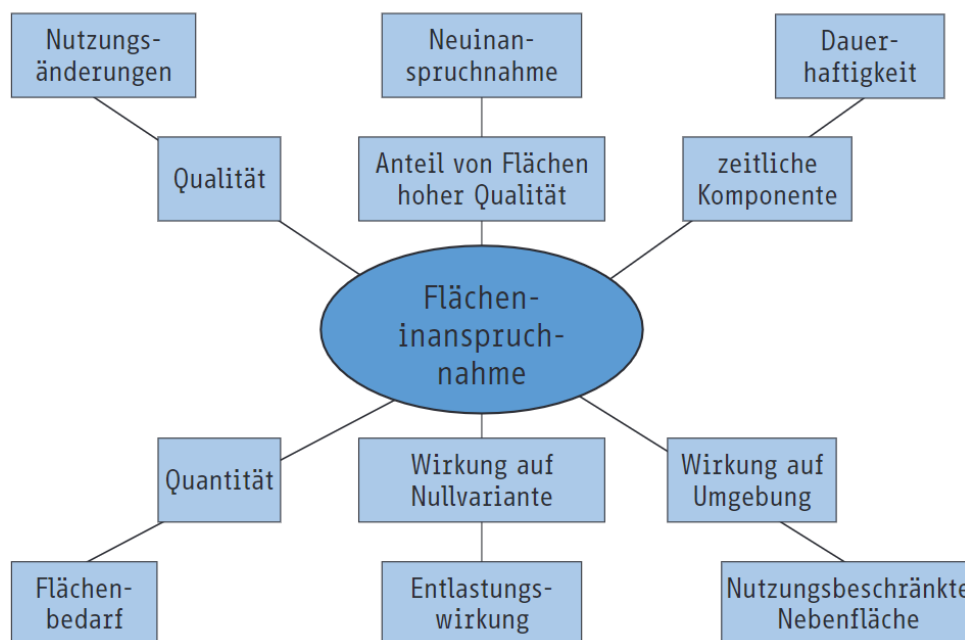 Nutzungs-
änderungen
Neuinan-
spruchnahme
Dauer-
haftigkeit
Qualität
Anteil von Flächen
hoher Qualität
zeitliche
Komponente
Flächen-
inanspruch-
nahme
Quantität
Wirkung auf
Nullvariante
Wirkung auf
Umgebung
Flächen-
bedarf
Entlastungs-
wirkung
Nutzungsbeschränkte
Nebenfläche